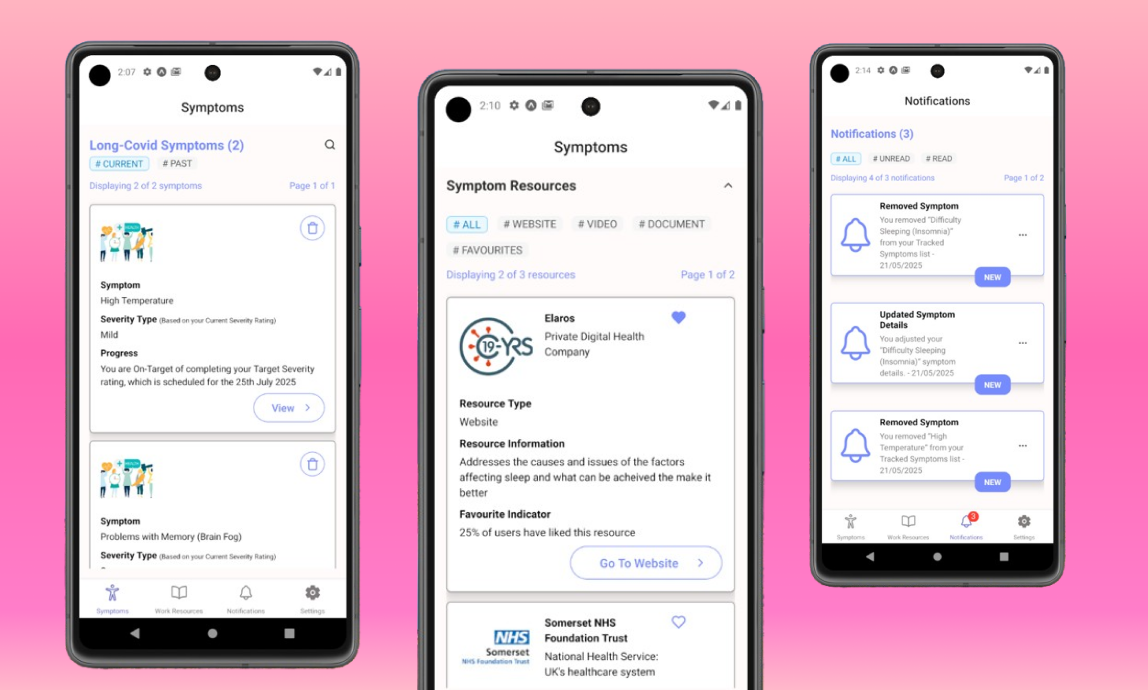 2:07
Symptoms
Long-Covid Symptoms (2)
# CURRENT # PAST
Displaying 2 of 2 symptoms Page 1 of 1
HEALTH
Symptom
High Temperature
Severity Type (Based on your Current Severity Rating)
Mild
Progress
You are On-Target of completing your Target Severity
rating, which is scheduled for the 25th July 2025
View
HEALTH
Symptom
Problems with Memory (Brain Fog)
Severity Type (Based on your Current Severity Rating)
Symptoms Work Resources Notifications Settings
2:10
Symptoms
Symptom Resources
# ALL # WEBSITE # VIDEO # DOCUMENT
# FAVOURITES
Displaying 2 of 3 resources Page 1 of 2
C19-YRS
Elaros
Private Digital Health
Company
Resource Type
Website
Resource Information
Addresses the causes and issues of the factors
affecting sleep and what can be acheived the make it
better
Favourite Indicator
25% of users have liked this resource
Go To Website
NHS
Somerset
NHS Foundation Trust
Somerset NHS
Foundation Trust
National Health Service:
UK's healthcare system
2:14
Notifications
Notifications (3)
# ALL # UNREAD # READ
Displaying 4 of 3 notifications Page 1 of 2
Removed Symptom
You removed "Difficulty
Sleeping (Insomnia)"
from your Tracked
Symptoms list -
21/05/2025
...
NEW
Updated Symptom
Details
You adjusted your
"Difficulty Sleeping
(Insomnia)" symptom
details. - 21/05/2025
...
NEW
Removed Symptom
You removed "High
Temperature" from your
Tracked Symptoms list -
21/05/2025
...
NEW
3
Symptoms Work Resources Notifications Settings